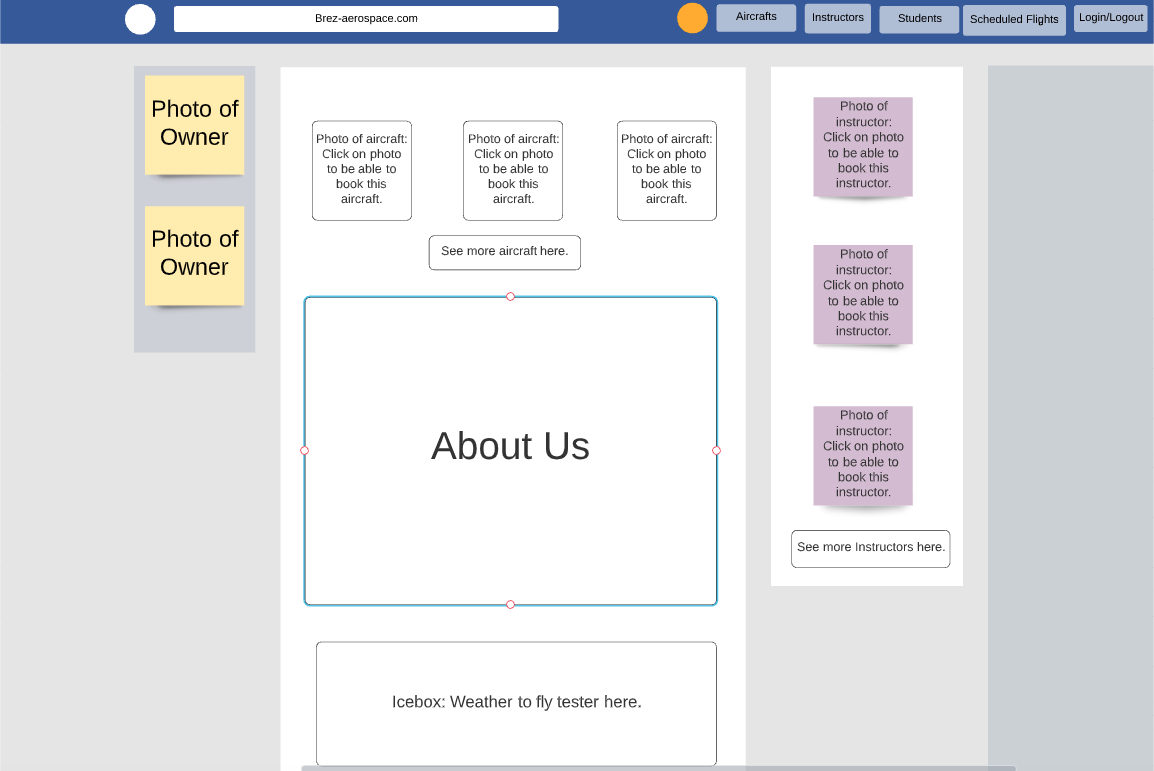 Brez-aerospace.com
Aircrafts
Instructors
Students
Scheduled Flights
Login/Logout
Photo of
Owner
Photo of
Owner
Photo of aircraft:
Click on photo
to be able to
book this
aircraft.
Photo of aircraft:
Click on photo
to be able to
book this
aircraft.
Photo of aircraft:
Click on photo
to be able to
book this
aircraft.
See more aircraft here.
About Us
Icebox: Weather to fly tester here.
Photo of
instructor:
Click on photo
to be able to
book this
instructor.
Photo of
instructor:
Click on photo
to be able to
book this
instructor.
Photo of
instructor:
Click on photo
to be able to
book this
instructor.
See more Instructors here.